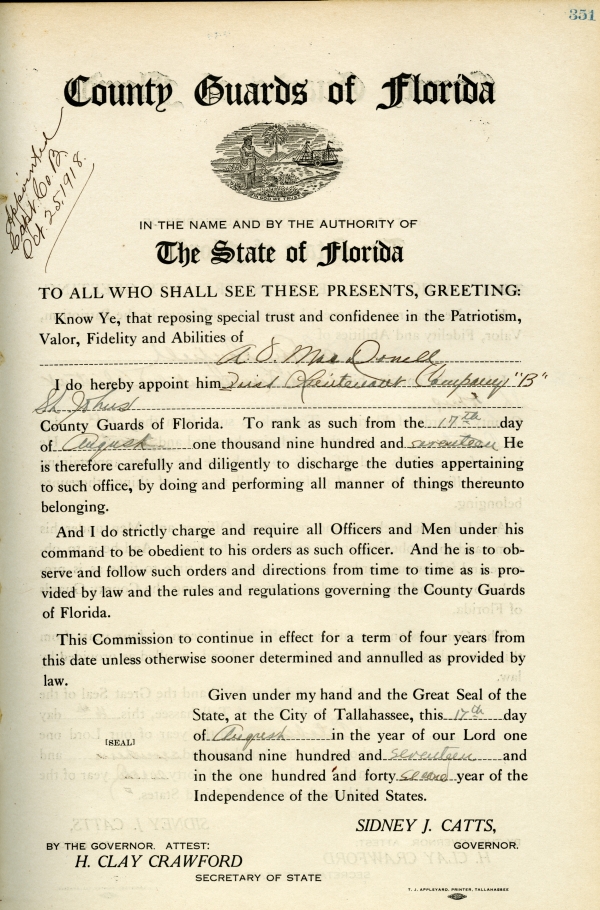 351
County Guards of Florida
Appointed
Capt. Co. B.
Oct. 25, 1918.
IN THE NAME AND BY THE AUTHORITY OF
The State of Florida
TO ALL WHO SHALL SEE THESE PRESENTS, GREETING:
Know Ye, that reposing special trust and confidence in the Patriotism,
Valor, Fidelity and Abilities of
A. S. MacDonell
I do hereby appoint him First Lieutenant Company "B"
St. Johns
County Guards of Florida. To rank as such from the 17th day
of August one thousand nine hundred and seventeen He
is therefore carefully and diligently to discharge the duties appertaining
to such office, by doing and performing all manner of things thereunto
belonging.
And I do strictly charge and require all Officers and Men under his
command to be obedient to his orders as such officer. And he is to ob-
serve and follow such orders and directions from time to time as is pro-
vided by law and the rules and regulations governing the County Guards
of Florida.
This Commission to continue in effect for a term of four years from
this date unless otherwise sooner determined and annulled as provided by
law.
Given under my hand and the Great Seal of the
State, at the City of Tallahassee, this 17th day
of August in the year of our Lord one
[SEAL]
thousand nine hundred and seventeen and
in the one hundred and forty second year of the
Independence of the United States.
SIDNEY J. CATTS,
BY THE GOVERNOR. ATTEST: GOVERNOR.
H. CLAY CRAWFORD
SECRETARY OF STATE
T. J. APPLEYARD, PRINTER, TALLAHASSEE